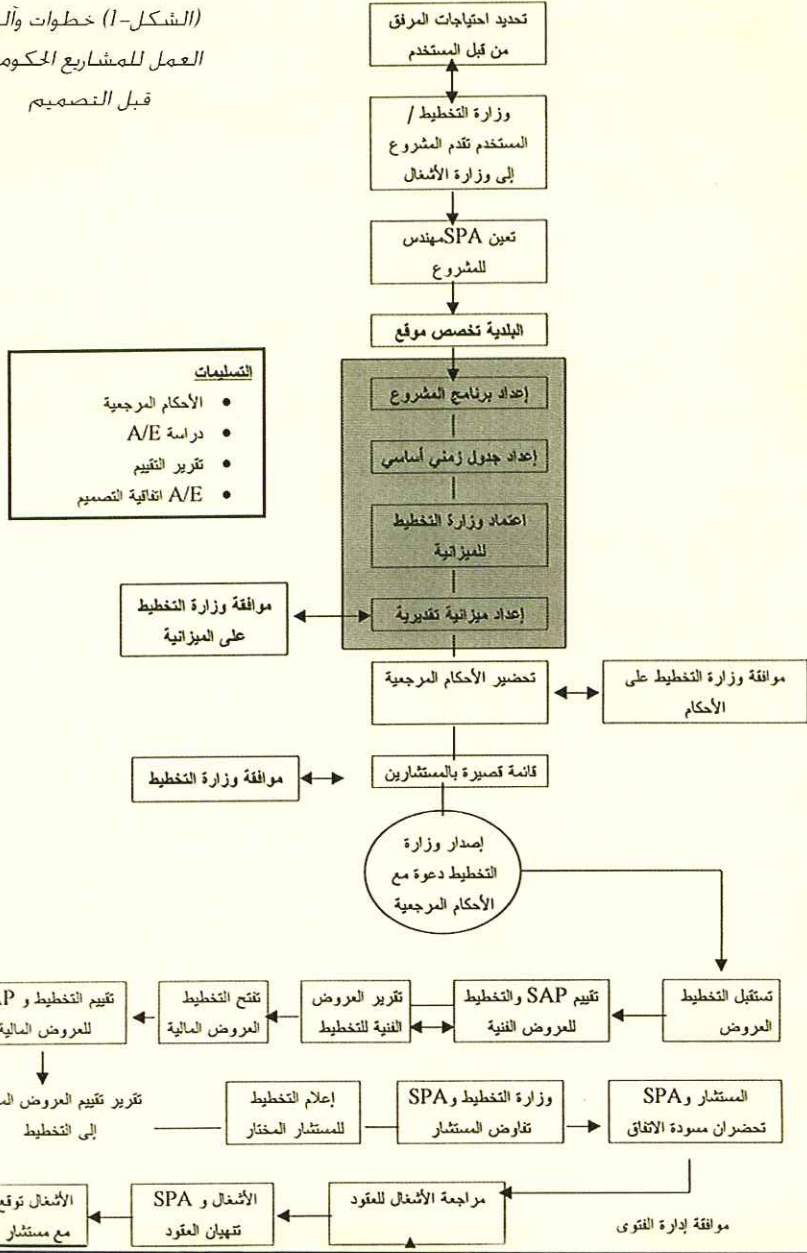 (الشكل-1) خطوات وآل
العمل للمشاريع الحكوم
قبل التصميم
تحديد احتياجات المرفق
من قبل المستخدم
وزارة التخطيط /
المستخدم تقدم المشروع
إلى وزارة الأشغال
تعين SPAمهندس
للمشروع
البلدية تخصص موقع
إعداد برنامج المشروع
إعداد جدول زمني أساسي
اعتماد وزارة التخطيط
للميزانية
إعداد ميزانية تقديرية
التسليمات
• الأحكام المرجعية
• دراسة A/E
• تقرير التقييم
• A/E اتفاقية التصميم
موافقة وزارة التخطيط
على الميزانية
تحضير الأحكام المرجعية
موافقة وزارة التخطيط على
الأحكام
قائمة قصيرة بالمستشارين
موافقة وزارة التخطيط
إصدار وزارة
التخطيط دعوة مع
الأحكام المرجعية
تستقبل التخطيط
العروض
تقييم SAP والتخطيط
للعروض الفنية
تقرير العروض
الفنية للتخطيط
تفتح التخطيط
العروض المالية
تقييم التخطيط و AP
للعروض المالية
تقرير تقييم العروض الم
إلى التخطيط
إعلام التخطيط
للمستشار المختار
وزارة التخطيط وSPA
تفاوض المستشار
المستشار وSPA
تحضران مسودة الاتفاق
موافقة إدارة الفتوى
مراجعة الأشغال للعقود
الأشغال و SPA
تنهيان العقود
الأشغال توقع
مع مستشار